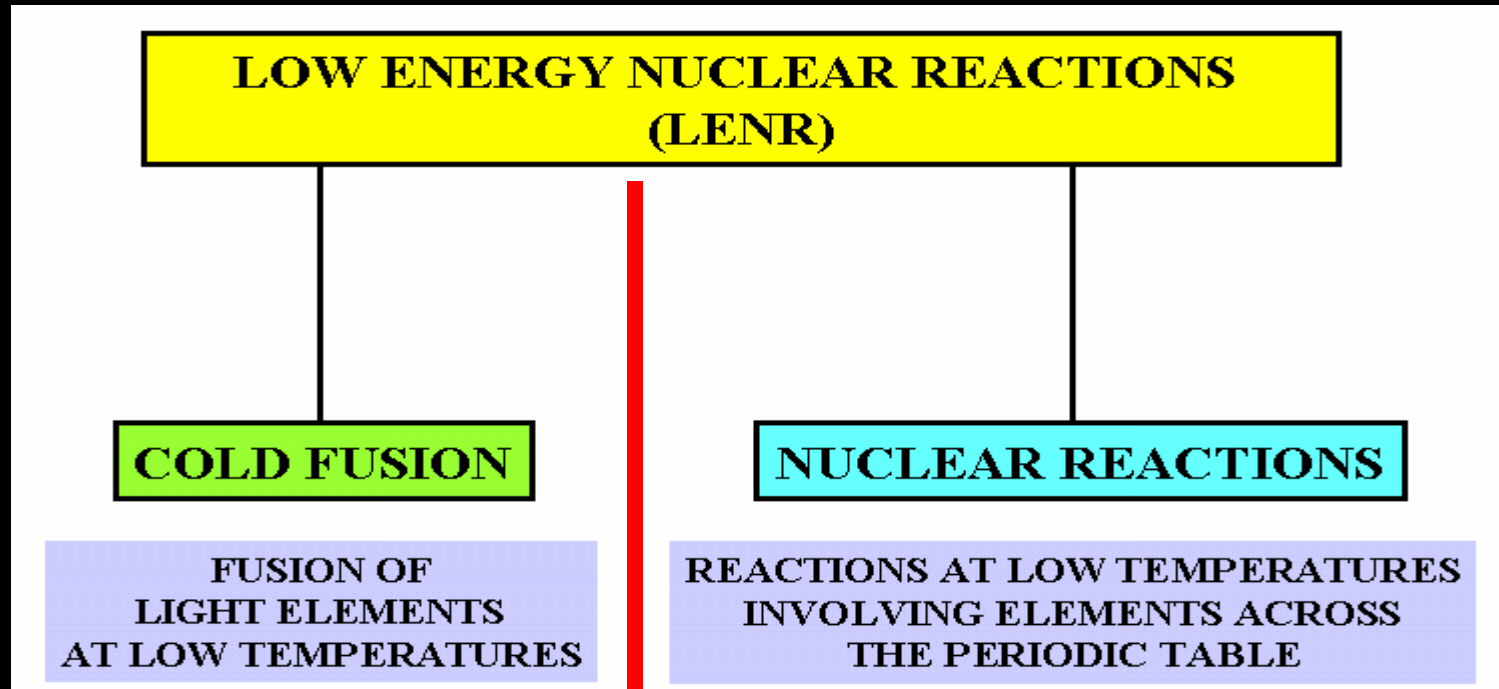 LOW ENERGY NUCLEAR REACTIONS
(LENR)
COLD FUSION
FUSION OF
LIGHT ELEMENTS
AT LOW TEMPERATURES
NUCLEAR REACTIONS
REACTIONS AT LOW TEMPERATURES
INVOLVING ELEMENTS ACROSS
THE PERIODIC TABLE